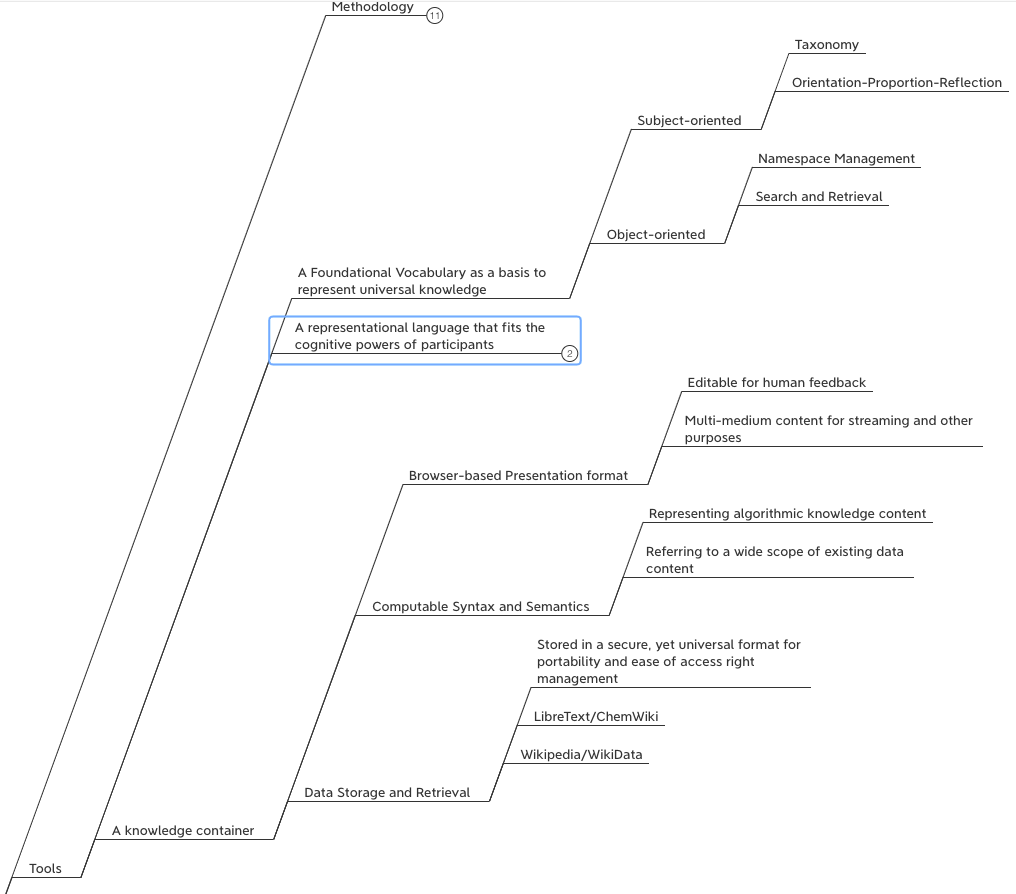 Methodology
11
Taxonomy
Orientation-Proportion-Reflection
Subject-oriented
Namespace Management
Search and Retrieval
Object-oriented
A Foundational Vocabulary as a basis to
represent universal knowledge
A representational language that fits the
cognitive powers of participants
2
Editable for human feedback
Multi-medium content for streaming and other
purposes
Browser-based Presentation format
Representing algorithmic knowledge content
Referring to a wide scope of existing data
content
Computable Syntax and Semantics
Stored in a secure, yet universal format for
portability and ease of access right
management
LibreText/ChemWiki
Wikipedia/WikiData
Data Storage and Retrieval
A knowledge container
Tools